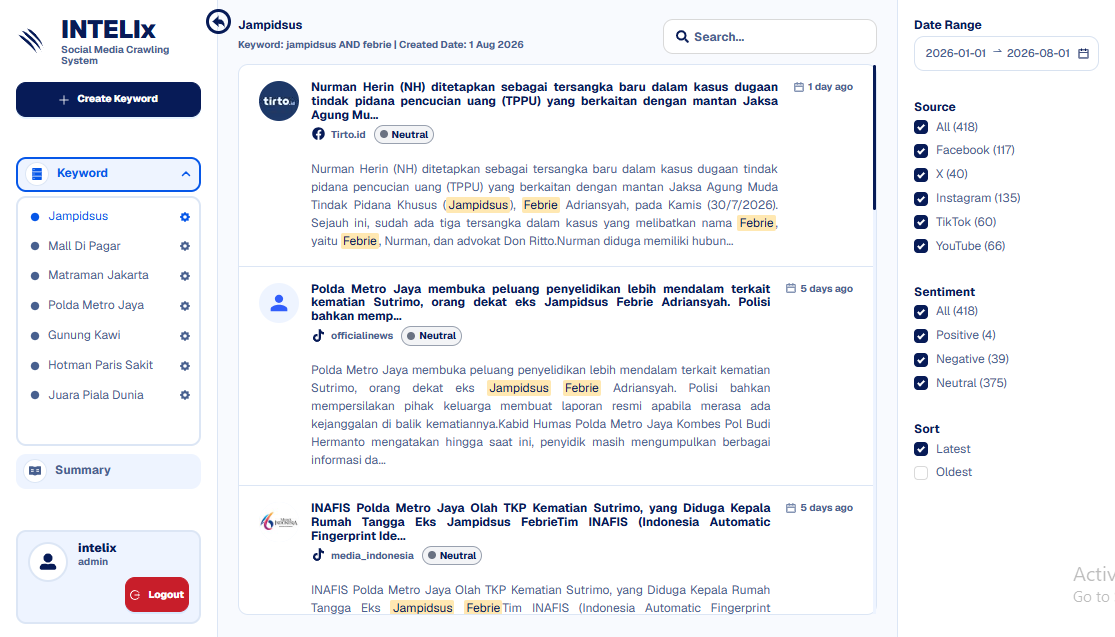 INTELIx
Social Media Crawling
System
Create Keyword
Keyword
Jampidsus
Mall Di Pagar
Matraman Jakarta
Polda Metro Jaya
Gunung Kawi
Hotman Paris Sakit
Juara Piala Dunia
Summary
intelix
admin
Logout
Jampidsus
Keyword: jampidsus AND febrie | Created Date: 1 Aug 2026
Search...
tirto.id
Nurman Herin (NH) ditetapkan sebagai tersangka baru dalam kasus dugaan
tindak pidana pencucian uang (TPPU) yang berkaitan dengan mantan Jaksa
Agung Mu...
1 day ago
Tirto.id Neutral
Nurman Herin (NH) ditetapkan sebagai tersangka baru dalam kasus dugaan tindak
pidana pencucian uang (TPPU) yang berkaitan dengan mantan Jaksa Agung Muda
Tindak Pidana Khusus (Jampidsus), Febrie Adriansyah, pada Kamis (30/7/2026).
Sejauh ini, sudah ada tiga tersangka dalam kasus yang melibatkan nama Febrie,
yaitu Febrie, Nurman, dan advokat Don Ritto.Nurman diduga memiliki hubun...
Polda Metro Jaya membuka peluang penyelidikan lebih mendalam terkait
kematian Sutrimo, orang dekat eks Jampidsus Febrie Adriansyah. Polisi
bahkan memp...
5 days ago
officialinews Neutral
Polda Metro Jaya membuka peluang penyelidikan lebih mendalam terkait kematian
Sutrimo, orang dekat eks Jampidsus Febrie Adriansyah. Polisi bahkan
mempersilakan pihak keluarga membuat laporan resmi apabila merasa ada
kejanggalan di balik kematiannya.Kabid Humas Polda Metro Jaya Kombes Pol Budi
Hermanto mengatakan hingga saat ini, penyidik masih mengumpulkan berbagai
informasi da...
INAFIS Polda Metro Jaya Olah TKP Kematian Sutrimo, yang Diduga Kepala
Rumah Tangga Eks Jampidsus FebrieTim INAFIS (Indonesia Automatic
Fingerprint Ide...
5 days ago
media_indonesia Neutral
INAFIS Polda Metro Jaya Olah TKP Kematian Sutrimo, yang Diduga Kepala Rumah
Tangga Eks Jampidsus FebrieTim INAFIS (Indonesia Automatic Fingerprint
Date Range
2026-01-01 → 2026-08-01
Source
All (418)
Facebook (117)
X (40)
Instagram (135)
TikTok (60)
YouTube (66)
Sentiment
All (418)
Positive (4)
Negative (39)
Neutral (375)
Sort
Latest
Oldest
Activ
Go to